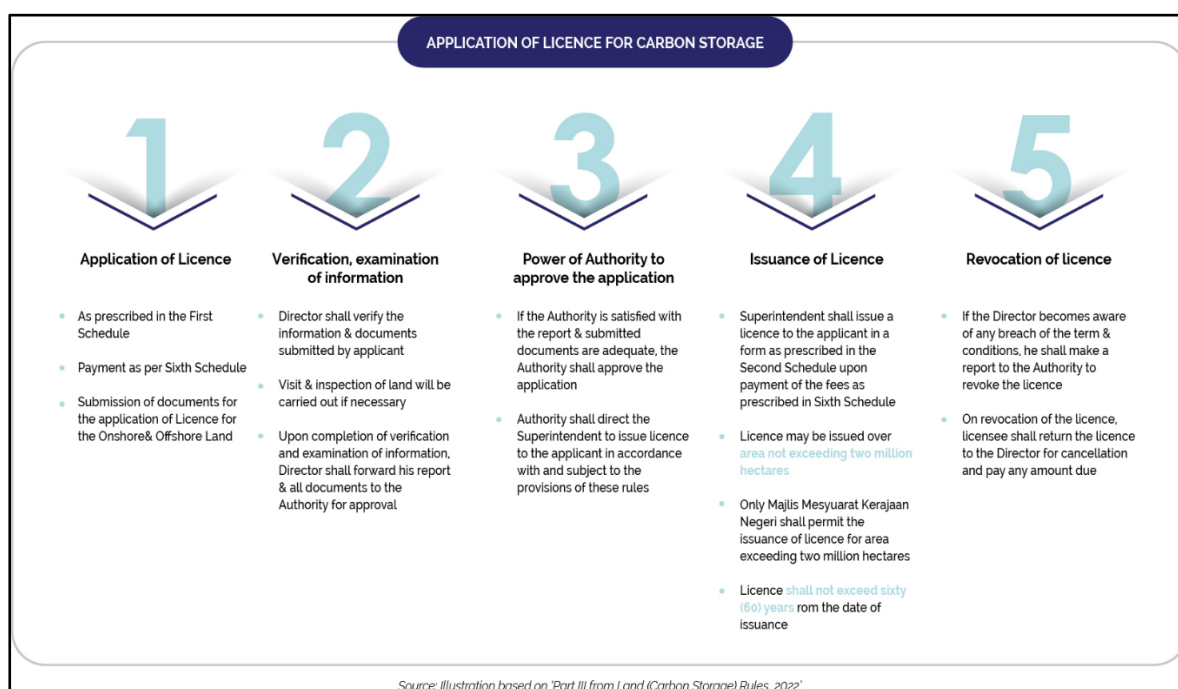 APPLICATION OF LICENCE FOR CARBON STORAGE
1
Application of Licence
As prescribed in the First
Schedule
Payment as per Sixth Schedule
Submission of documents for
the application of Licence for
the Onshore& Offshore Land
2
Verification, examination
of information
Director shall verify the
information & documents
submitted by applicant
Visit & inspection of land will be
carried out if necessary
Upon completion of verification
and examination of information,
Director shall forward his report
& all documents to the
Authority for approval
3
Power of Authority to
approve the application
If the Authority is satisfied with
the report & submitted
documents are adequate, the
Authority shall approve the
application
Authority shall direct the
Superintendent to issue licence
to the applicant in accordance
with and subject to the
provisions of these rules
4
Issuance of Licence
Superintendent shall issue a
licence to the applicant in a
form as prescribed in the
Second Schedule upon
payment of the fees as
prescribed in Sixth Schedule
Licence may be issued over
area not exceeding two million
hectares
Only Majlis Mesyuarat Kerajaan
Negeri shall permit the
issuance of licence for area
exceeding two million hectares
Licence shall not exceed sixty
(60) years rom the date of
issuance
5
Revocation of licence
If the Director becomes aware
of any breach of the term &
conditions, he shall make a
report to the Authority to
revoke the licence
On revocation of the licence,
licensee shall return the licence
to the Director for cancellation
and pay any amount due
Source: Illustration based on 'Part III from Land (Carbon Storage) Rules, 2022'